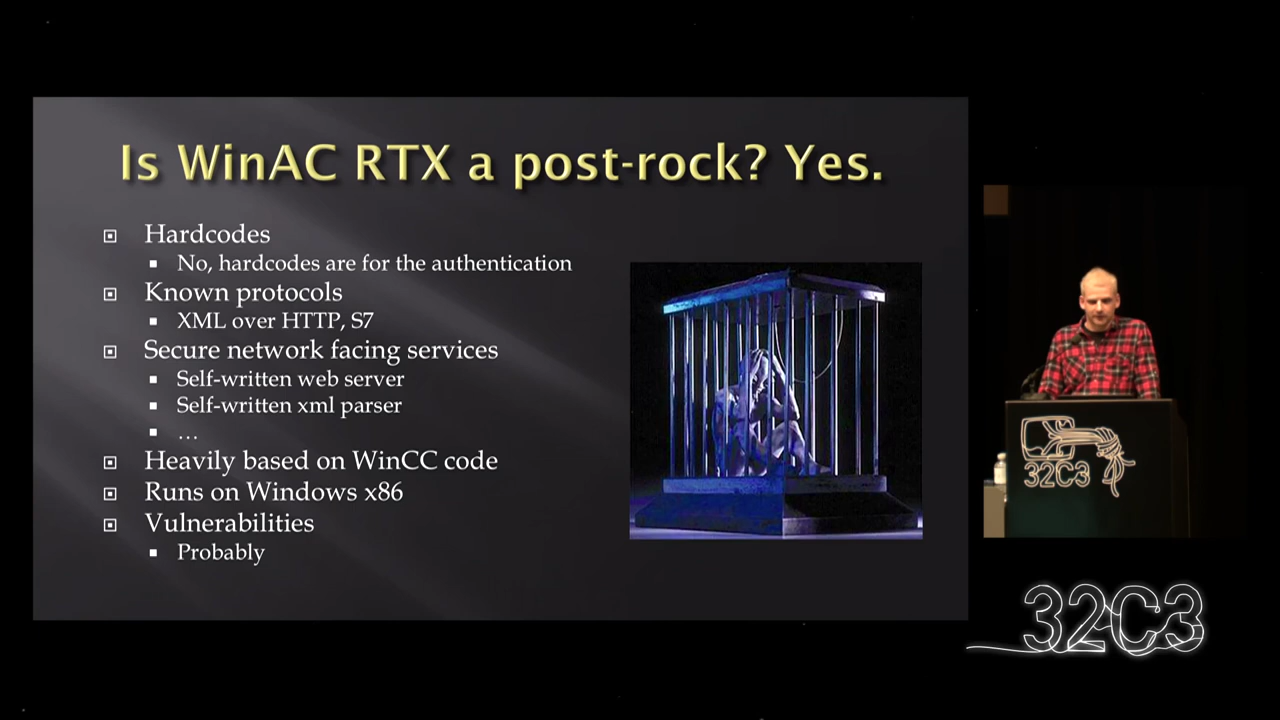 Is WinAC RTX a post-rock? Yes.
Hardcodes
No, hardcodes are for the authentication
Known protocols
XML over HTTP, S7
Secure network facing services
Self-written web server
Self-written xml parser
...
Heavily based on WinCC code
Runs on Windows x86
Vulnerabilities
Probably
32C3
32C3